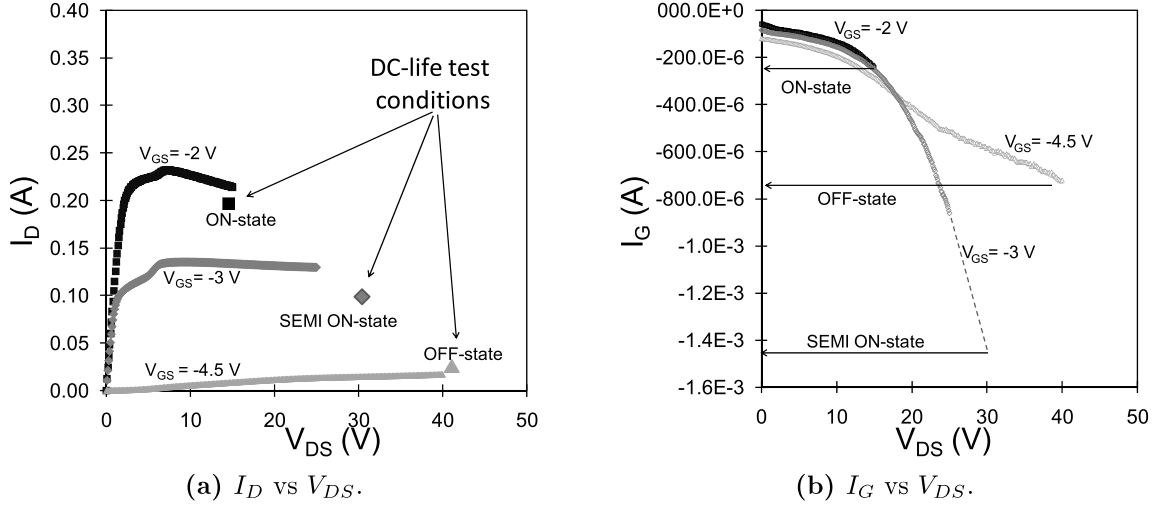 0.40
0.35
0.30
0.25
0.20
0.15
0.10
0.05
0.00
I_D (A)
DC-life test
conditions
V_GS= -2 V
ON-state
V_GS= -3 V
SEMI ON-state
OFF-state
V_GS = -4.5 V
0 10 20 30 40 50
V_DS (V)
(a) I_D vs V_DS.
000.0E+0
-200.0E-6
-400.0E-6
-600.0E-6
-800.0E-6
-1.0E-3
-1.2E-3
-1.4E-3
-1.6E-3
I_G (A)
V_GS= -2 V
ON-state
V_GS= -4.5 V
OFF-state
V_GS= -3 V
SEMI ON-state
0 10 20 30 40 50
V_DS (V)
(b) I_G vs V_DS.